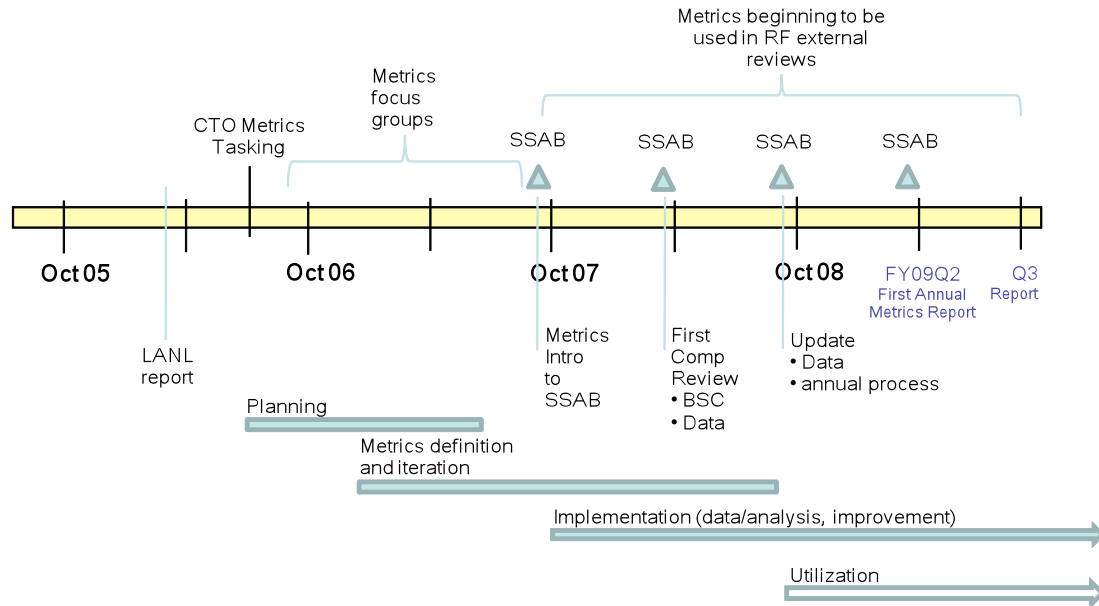 Metrics beginning to be
used in RF external
reviews
Metrics
focus
groups
CTO Metrics
Tasking
SSAB
SSAB
SSAB
SSAB
Oct 05
Oct 06
Oct 07
Oct 08
FY09Q2
First Annual
Metrics Report
Q3
Report
LANL
report
Metrics
Intro
to
SSAB
First
Comp
Review
• BSC
• Data
Update
• Data
• annual process
Planning
Metrics definition
and iteration
Implementation (data/analysis, improvement)
Utilization